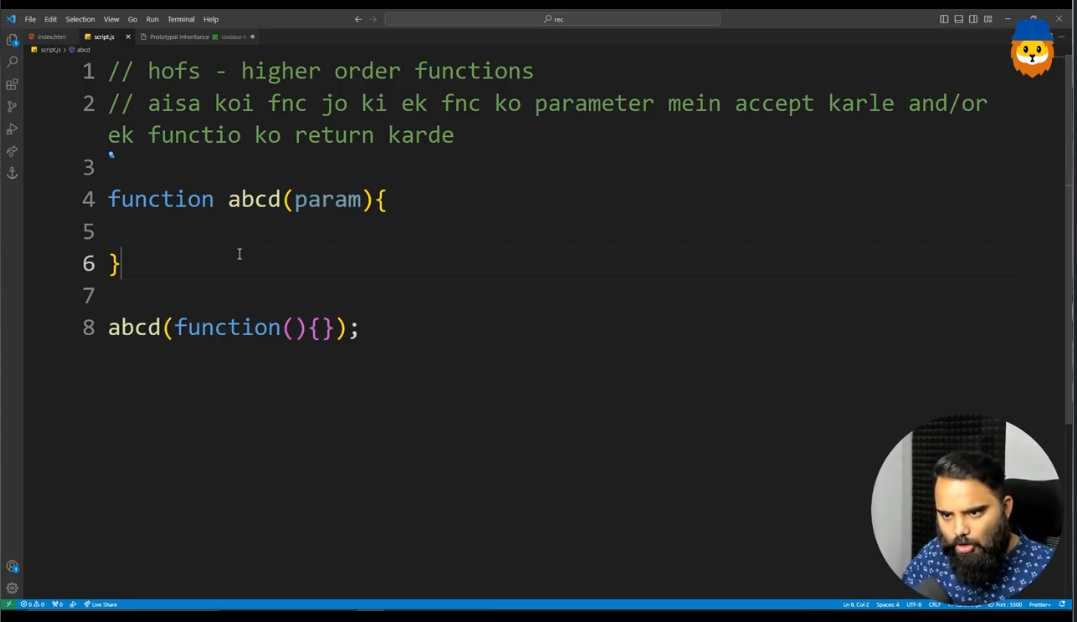 File Edit Selection View Go Run Terminal Help
rec
index.html script.js Prototypal Inheritance Untitled-1
script.js > abcd
1 // hofs - higher order functions
2 // aisa koi fnc jo ki ek fnc ko parameter mein accept karle and/or
ek functio ko return karde
3
4 function abcd(param){
5
6 }
7
8 abcd(function(){});
0 0 0 Live Share Ln 6, Col 2 Spaces: 4 UTF-8 CRLF Port : 5500 Prettier